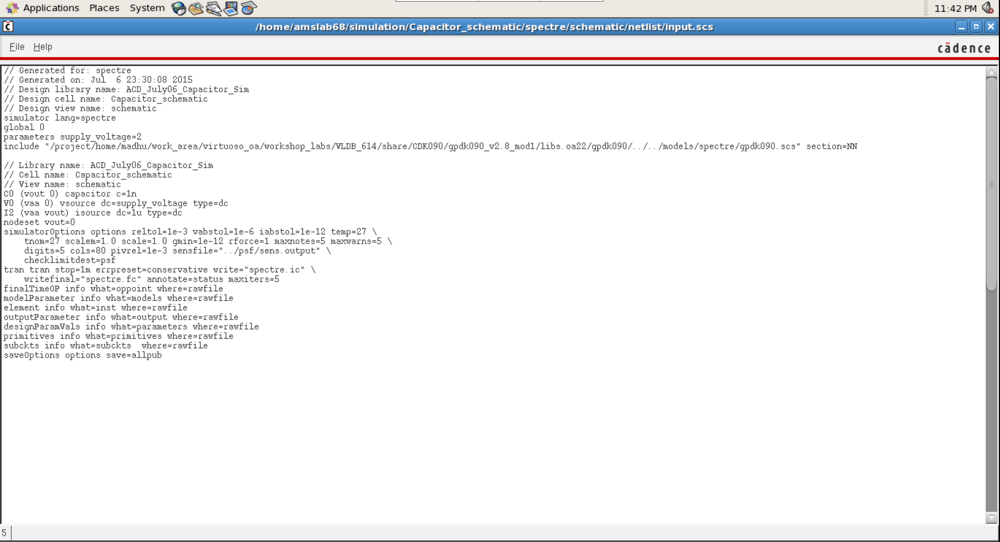 Applications Places System 11:42 PM
/home/amslab68/simulation/Capacitor_schematic/spectre/schematic/netlist/input.scs
File Help cādence
// Generated for: spectre
// Generated on: Jul  6 23:30:08 2015
// Design library name: ACD_July06_Capacitor_Sim
// Design cell name: Capacitor_schematic
// Design view name: schematic
simulator lang=spectre
global 0
parameters supply_voltage=2
include "/project/home/madhu/work_area/virtuoso_oa/workshop_labs/VLDB_614/share/CDK090/gpdk090_v2.8_mod1/libs.oa22/gpdk090/../../models/spectre/gpdk090.scs" section=NN
// Library name: ACD_July06_Capacitor_Sim
// Cell name: Capacitor_schematic
// View name: schematic
C0 (vout 0) capacitor c=1n
V0 (vaa 0) vsource dc=supply_voltage type=dc
I2 (vaa vout) isource dc=1u type=dc
nodeset vout=0
simulatorOptions options reltol=1e-3 vabstol=1e-6 iabstol=1e-12 temp=27 \
    tnom=27 scalem=1.0 scale=1.0 gmin=1e-12 rforce=1 maxnotes=5 maxwarns=5 \
    digits=5 cols=80 pivrel=1e-3 sensfile="../psf/sens.output" \
    checklimitdest=psf
tran tran stop=1m errpreset=conservative write="spectre.ic" \
    writefinal="spectre.fc" annotate=status maxiters=5
finalTimeOP info what=oppoint where=rawfile
modelParameter info what=models where=rawfile
element info what=inst where=rawfile
outputParameter info what=output where=rawfile
designParamVals info what=parameters where=rawfile
primitives info what=primitives where=rawfile
subckts info what=subckts  where=rawfile
saveOptions options save=allpub
5